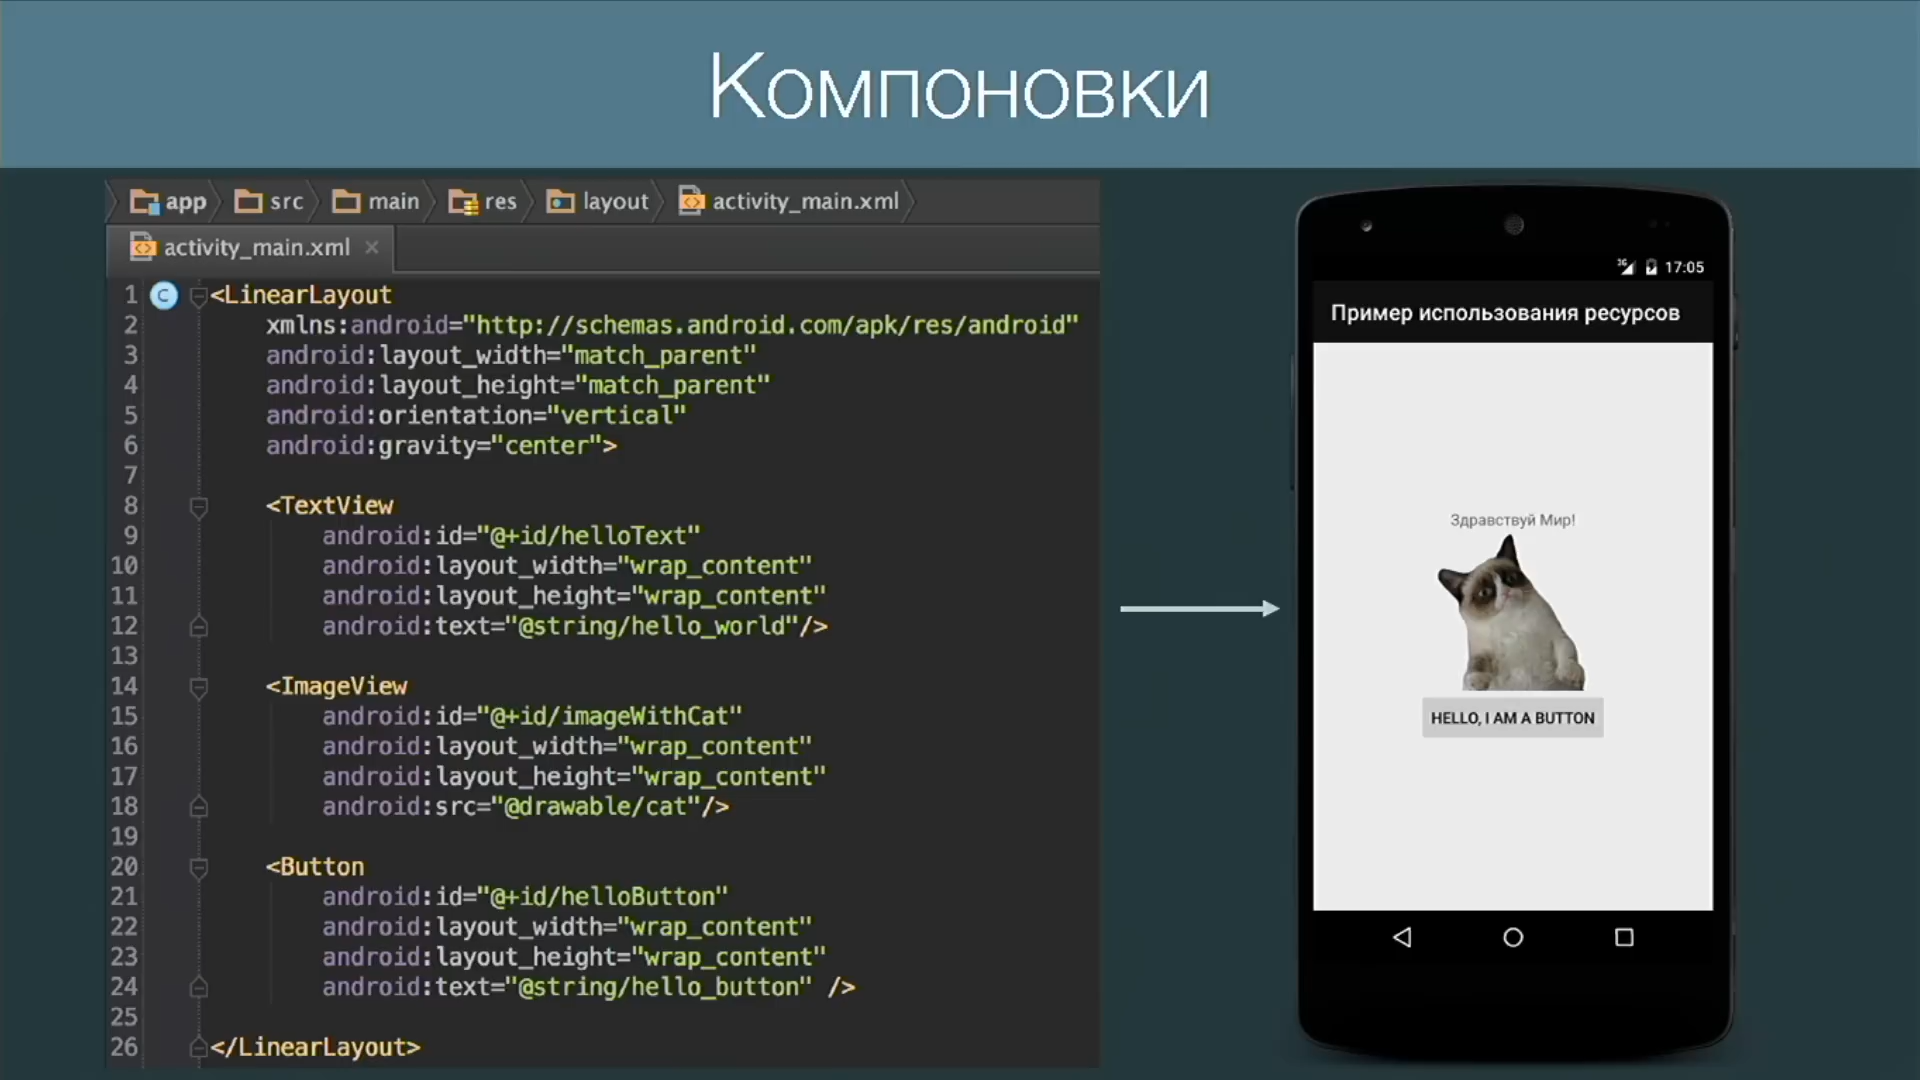 Компоновки
app src main res layout activity_main.xml
activity_main.xml ×
1 C <LinearLayout
2 xmlns:android="http://schemas.android.com/apk/res/android"
3 android:layout_width="match_parent"
4 android:layout_height="match_parent"
5 android:orientation="vertical"
6 android:gravity="center">
7
8 <TextView
9 android:id="@+id/helloText"
10 android:layout_width="wrap_content"
11 android:layout_height="wrap_content"
12 android:text="@string/hello_world"/>
13
14 <ImageView
15 android:id="@+id/imageWithCat"
16 android:layout_width="wrap_content"
17 android:layout_height="wrap_content"
18 android:src="@drawable/cat"/>
19
20 <Button
21 android:id="@+id/helloButton"
22 android:layout_width="wrap_content"
23 android:layout_height="wrap_content"
24 android:text="@string/hello_button" />
25
26 </LinearLayout>
3G 17:05
Пример использования ресурсов
Здравствуй Мир!
HELLO, I AM A BUTTON